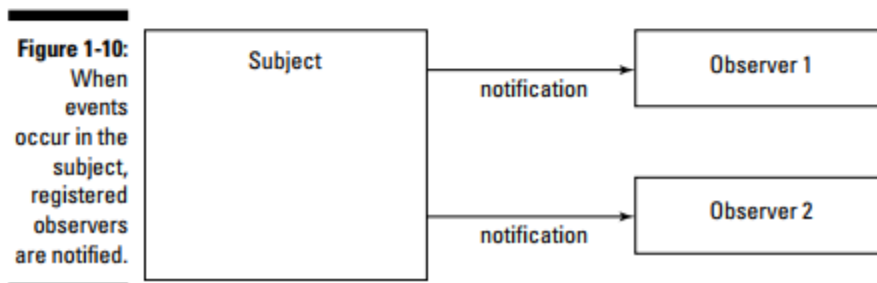 Figure 1-10:
When
events
occur in the
subject,
registered
observers
are notified.
Subject
notification
Observer 1
notification
Observer 2